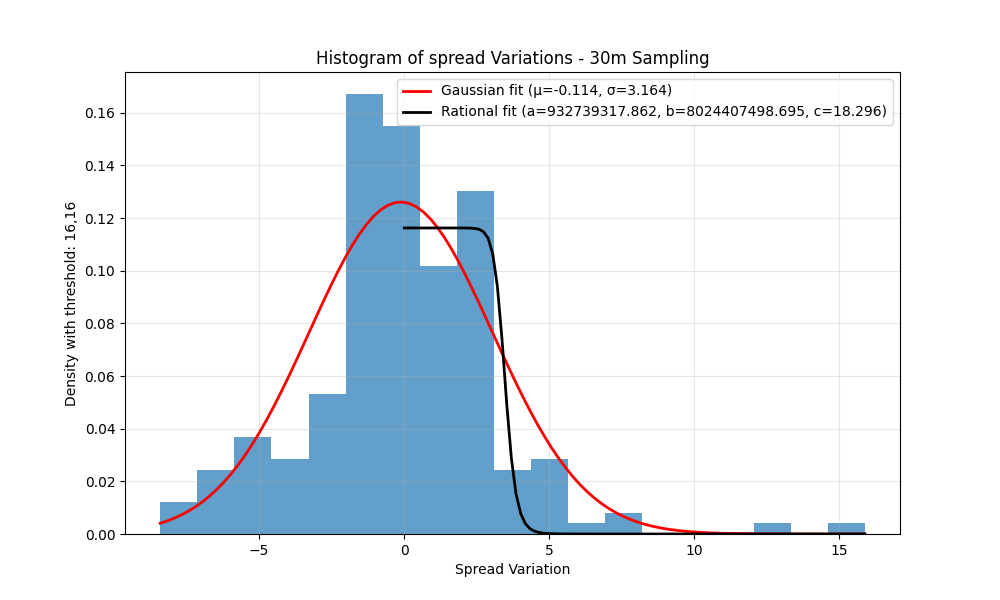 Histogram of spread Variations - 30m Sampling
Gaussian fit (μ=-0.114, σ=3.164)
Rational fit (a=932739317.862, b=8024407498.695, c=18.296)
Density with threshold: 16,16
0.16
0.14
0.12
0.10
0.08
0.06
0.04
0.02
0.00
−5
0
5
10
15
Spread Variation